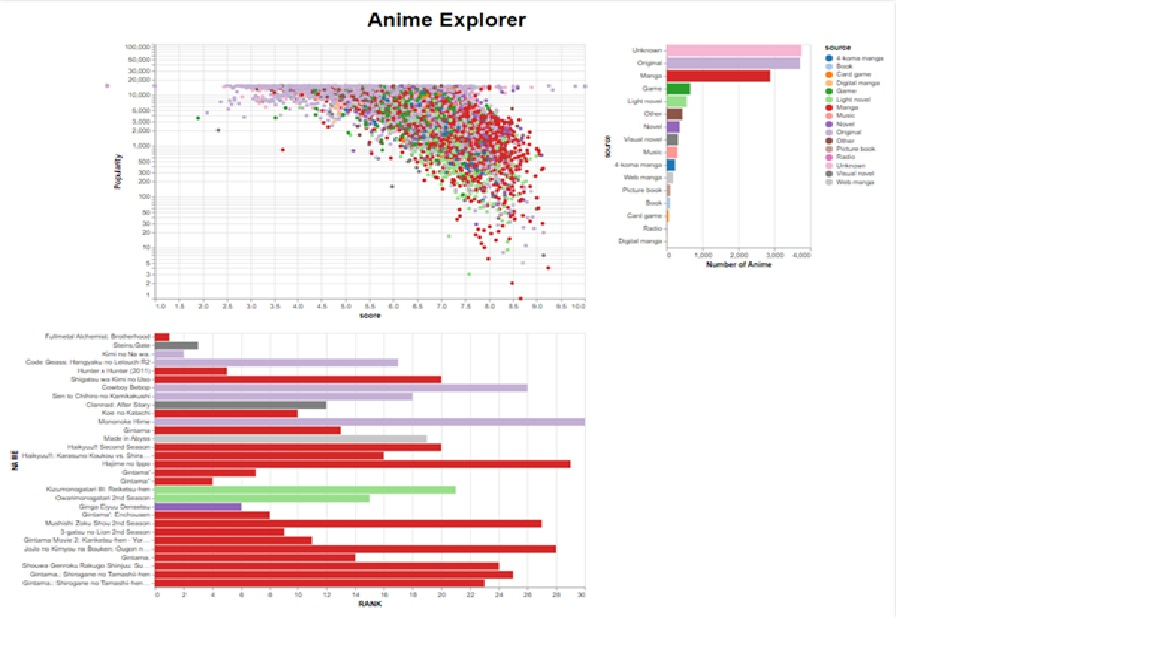 Anime Explorer
100,000
50,000
30,000
20,000
10,000
5,000
3,000
2,000
1,000
500
300
200
100
50
30
20
10
5
3
2
1
Popularity
1.0 1.5 2.0 2.5 3.0 3.5 4.0 4.5 5.0 5.5 6.0 6.5 7.0 7.5 8.0 8.5 9.0 9.5 10.0
score
source
Unknown
Original
Manga
Game
Light novel
Other
Novel
Visual novel
Music
4-koma manga
Web manga
Picture book
Book
Card game
Radio
Digital manga
0 1,000 2,000 3,000 4,000
Number of Anime
source
4-koma manga
Book
Card game
Digital manga
Game
Light novel
Manga
Music
Novel
Original
Other
Picture book
Radio
Unknown
Visual novel
Web manga
NAME
Fullmetal Alchemist: Brotherhood
Steins;Gate
Kimi no Na wa.
Code Geass: Hangyaku no Lelouch R2
Hunter x Hunter (2011)
Shigatsu wa Kimi no Uso
Cowboy Bebop
Sen to Chihiro no Kamikakushi
Clannad: After Story
Koe no Katachi
Mononoke Hime
Gintama
Made in Abyss
Haikyuu!! Second Season
Haikyuu!!: Karasuno Koukou vs. Shira…
Hajime no Ippo
Gintama'
Gintama°
Kizumonogatari III: Reiketsu-hen
Owarimonogatari 2nd Season
Ginga Eiyuu Densetsu
Gintama': Enchousen
Mushishi Zoku Shou 2nd Season
3-gatsu no Lion 2nd Season
Gintama Movie 2: Kanketsu-hen - Yor…
JoJo no Kimyou na Bouken: Ougon n…
Gintama.
Shouwa Genroku Rakugo Shinjuu: Su…
Gintama.: Shirogane no Tamashii-hen
Gintama.: Shirogane no Tamashii-hen…
0 2 4 6 8 10 12 14 16 18 20 22 24 26 28 30
RANK